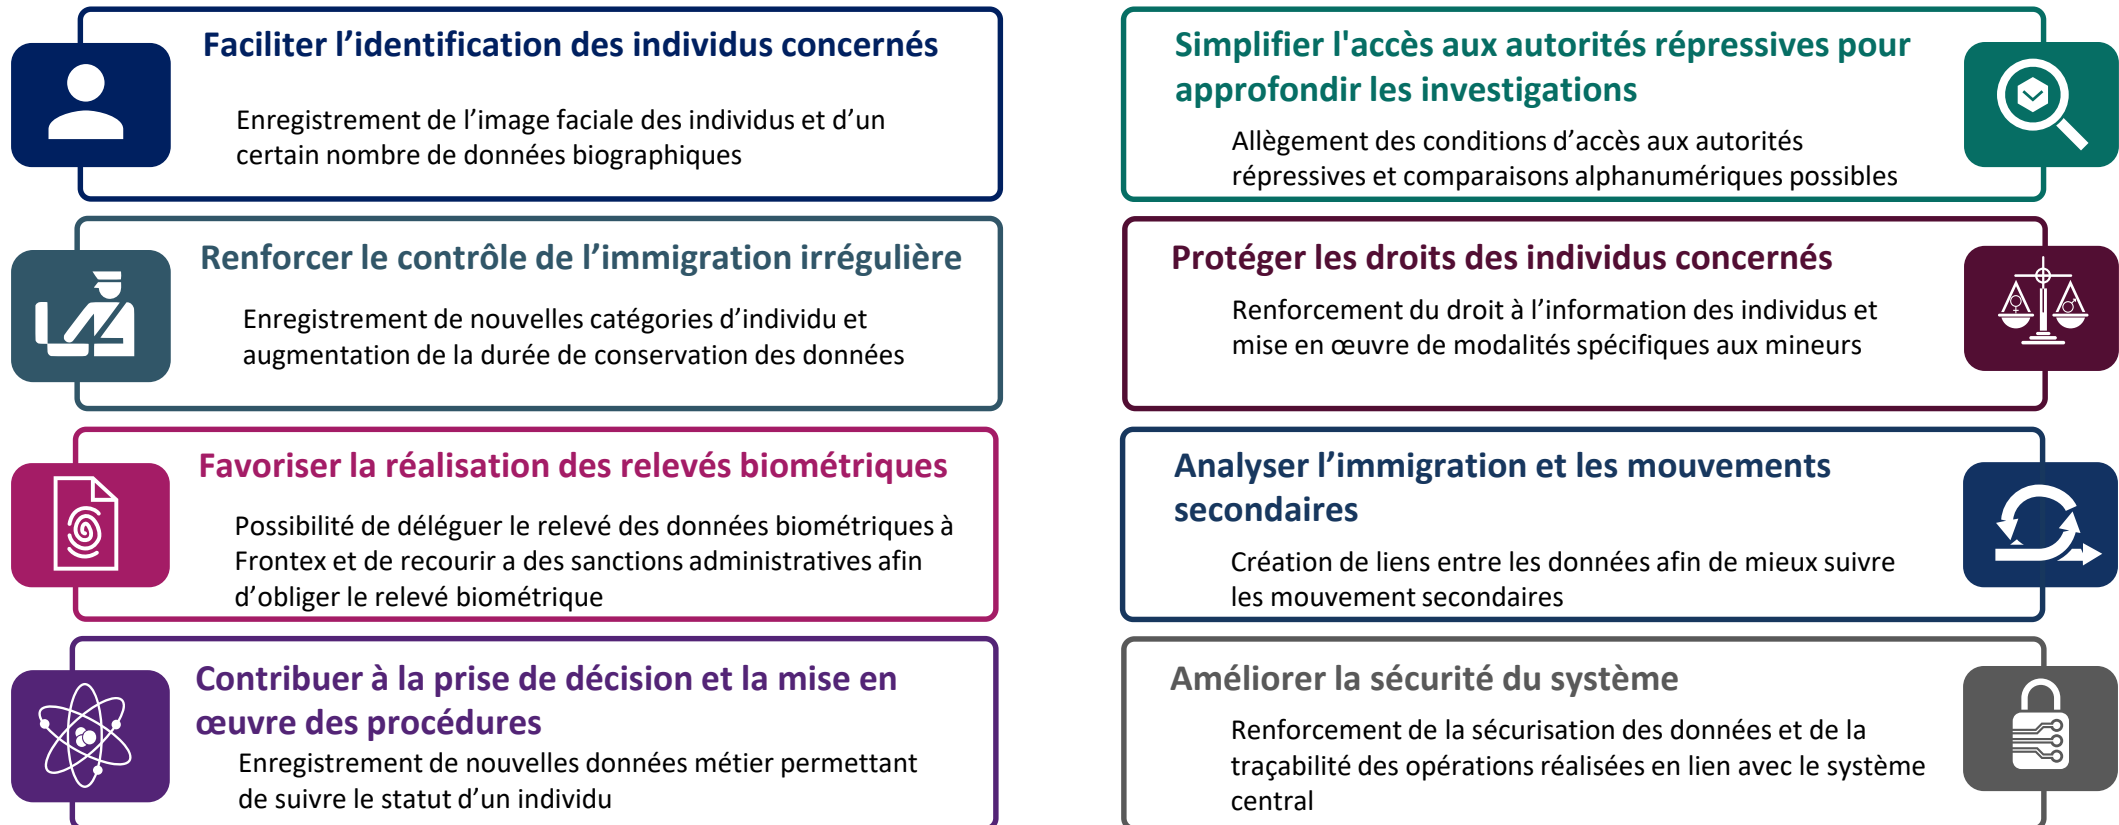 Faciliter l’identification des individus concernés
Enregistrement de l’image faciale des individus et d’un
certain nombre de données biographiques
Renforcer le contrôle de l’immigration irrégulière
Enregistrement de nouvelles catégories d’individu et
augmentation de la durée de conservation des données
Favoriser la réalisation des relevés biométriques
Possibilité de déléguer le relevé des données biométriques à
Frontex et de recourir a des sanctions administratives afin
d’obliger le relevé biométrique
Contribuer à la prise de décision et la mise en
œuvre des procédures
Enregistrement de nouvelles données métier permettant
de suivre le statut d’un individu
Simplifier l'accès aux autorités répressives pour
approfondir les investigations
Allègement des conditions d’accès aux autorités
répressives et comparaisons alphanumériques possibles
Protéger les droits des individus concernés
Renforcement du droit à l’information des individus et
mise en œuvre de modalités spécifiques aux mineurs
Analyser l’immigration et les mouvements
secondaires
Création de liens entre les données afin de mieux suivre
les mouvement secondaires
Améliorer la sécurité du système
Renforcement de la sécurisation des données et de la
traçabilité des opérations réalisées en lien avec le système
central